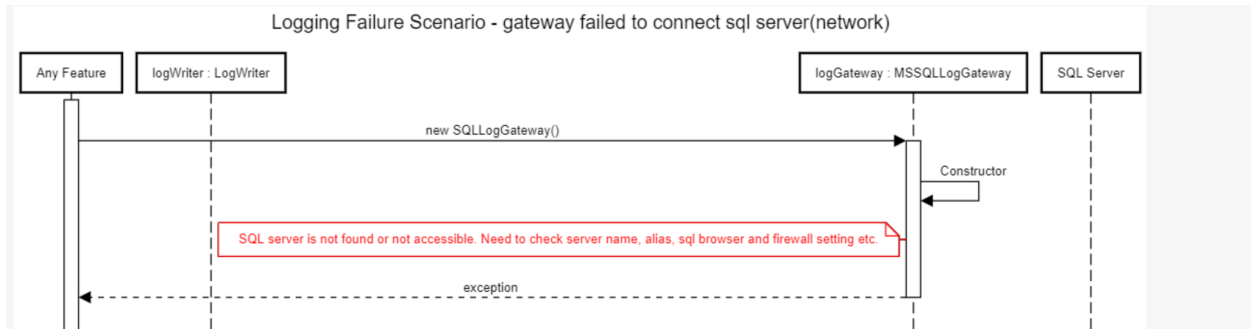 Logging Failure Scenario - gateway failed to connect sql server(network)
Any Feature
logWriter : LogWriter
logGateway : MSSQLLogGateway
SQL Server
new SQLLogGateway()
Constructor
SQL server is not found or not accessible. Need to check server name, alias, sql browser and firewall setting etc.
exception